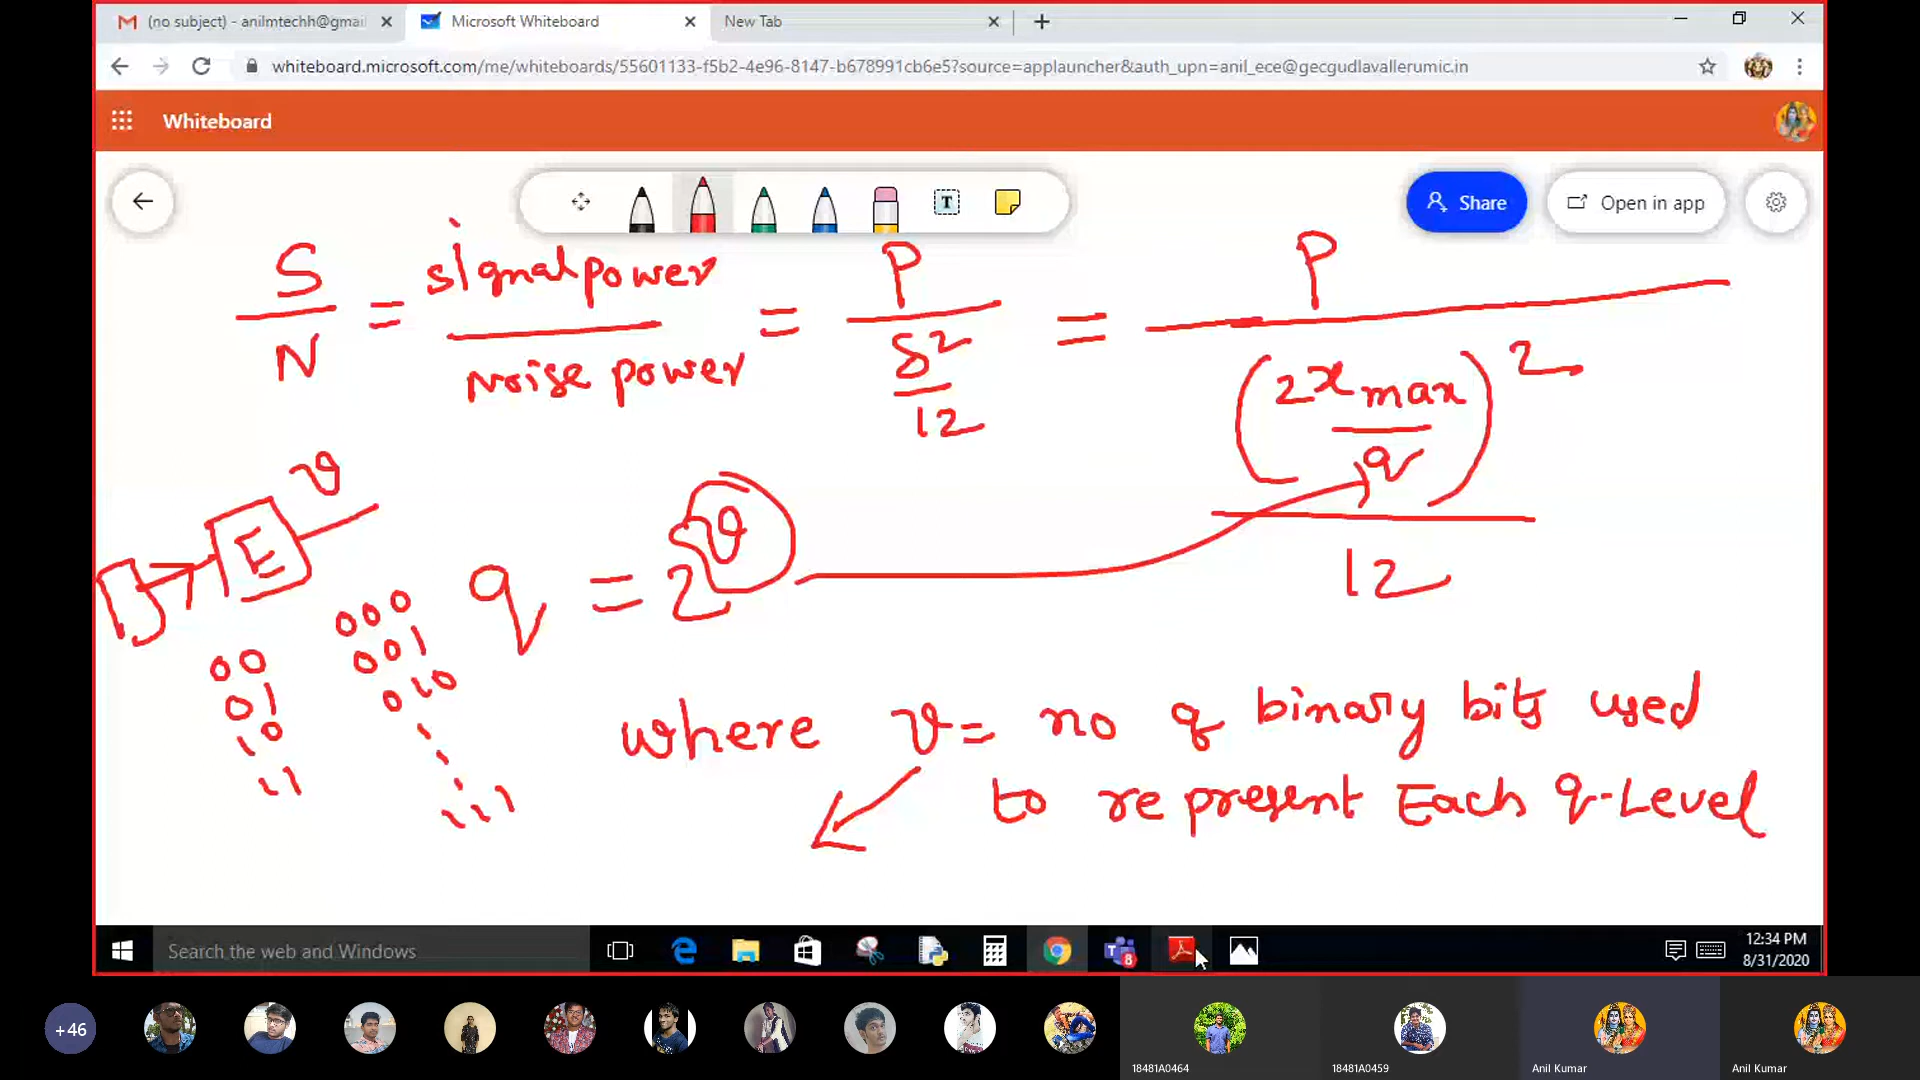 (no subject) - anilmtechh@gmai
Microsoft Whiteboard
New Tab
whiteboard.microsoft.com/me/whiteboards/55601133-f5b2-4e96-8147-b678991cb6e5?source=applauncher&auth_upn=anil_ece@gecgudlavallerumic.in
Whiteboard
T
Share
Open in app
S/N = signal power / Noise power = P / (δ²/12) = P / ((2xmax/q)²/12)
E ϑ
q = 2^ϑ
00
01
10
11
000
001
010
111
where ϑ = no of binary bits used
to represent Each q-Level
Search the web and Windows
8
12:34 PM
8/31/2020
+46
18481A0464
18481A0459
Anil Kumar
Anil Kumar